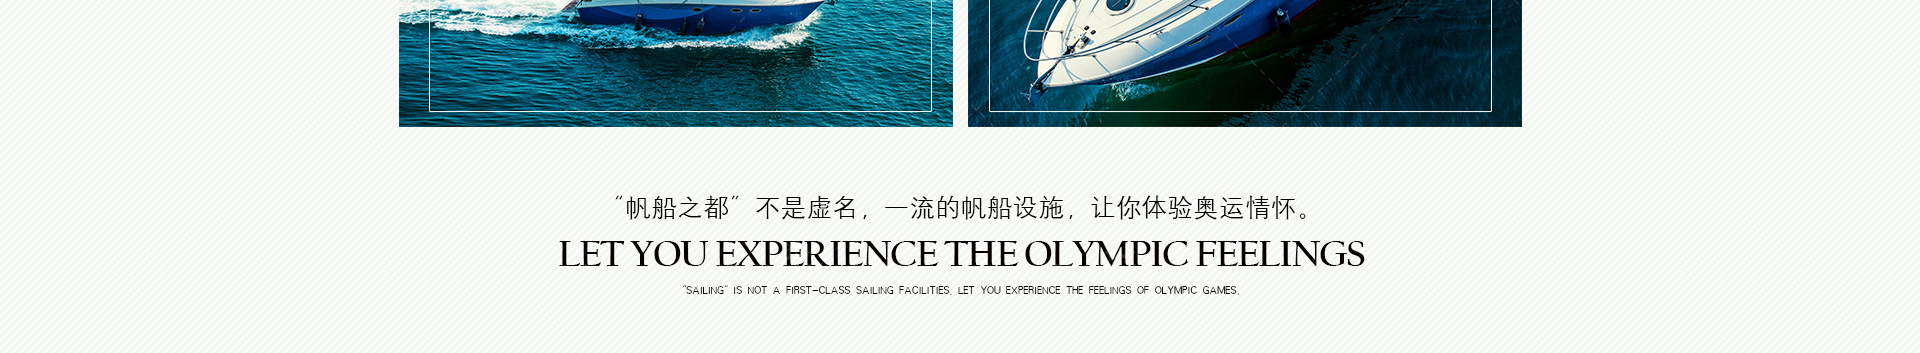 “帆船之都”不是虚名，一流的帆船设施，让你体验奥运情怀。
LET YOU EXPERIENCE THE OLYMPIC FEELINGS
"SAILING" IS NOT A FIRST-CLASS SAILING FACILITIES, LET YOU EXPERIENCE THE FEELINGS OF OLYMPIC GAMES.